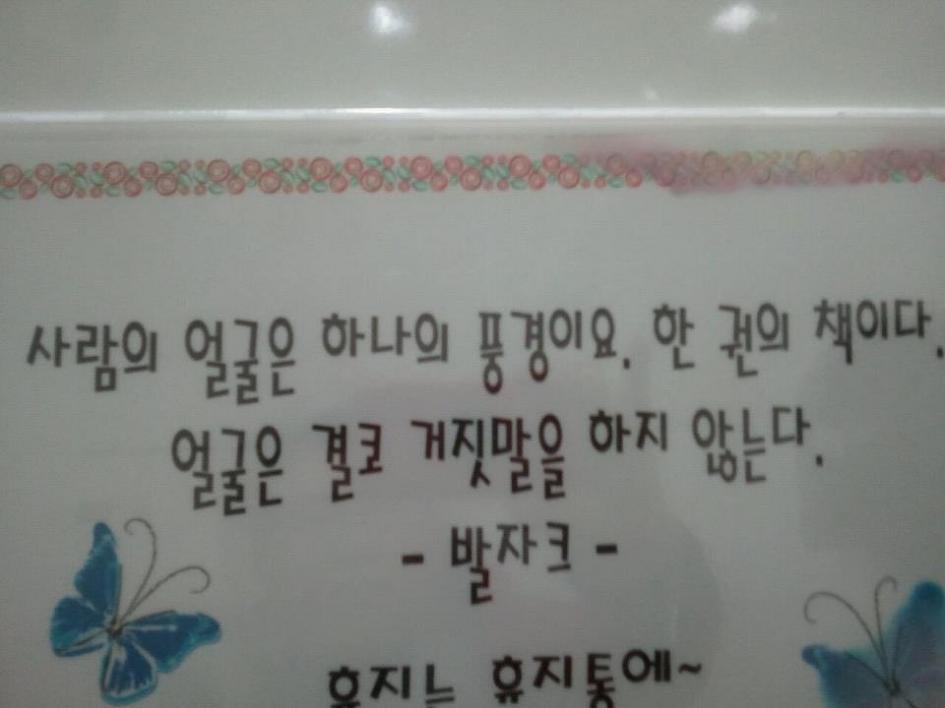 사람의 얼굴은 하나의 풍경이요. 한 권의 책이다.
얼굴은 결코 거짓말을 하지 않는다.
- 발자크 -
휴지는 휴지통에~